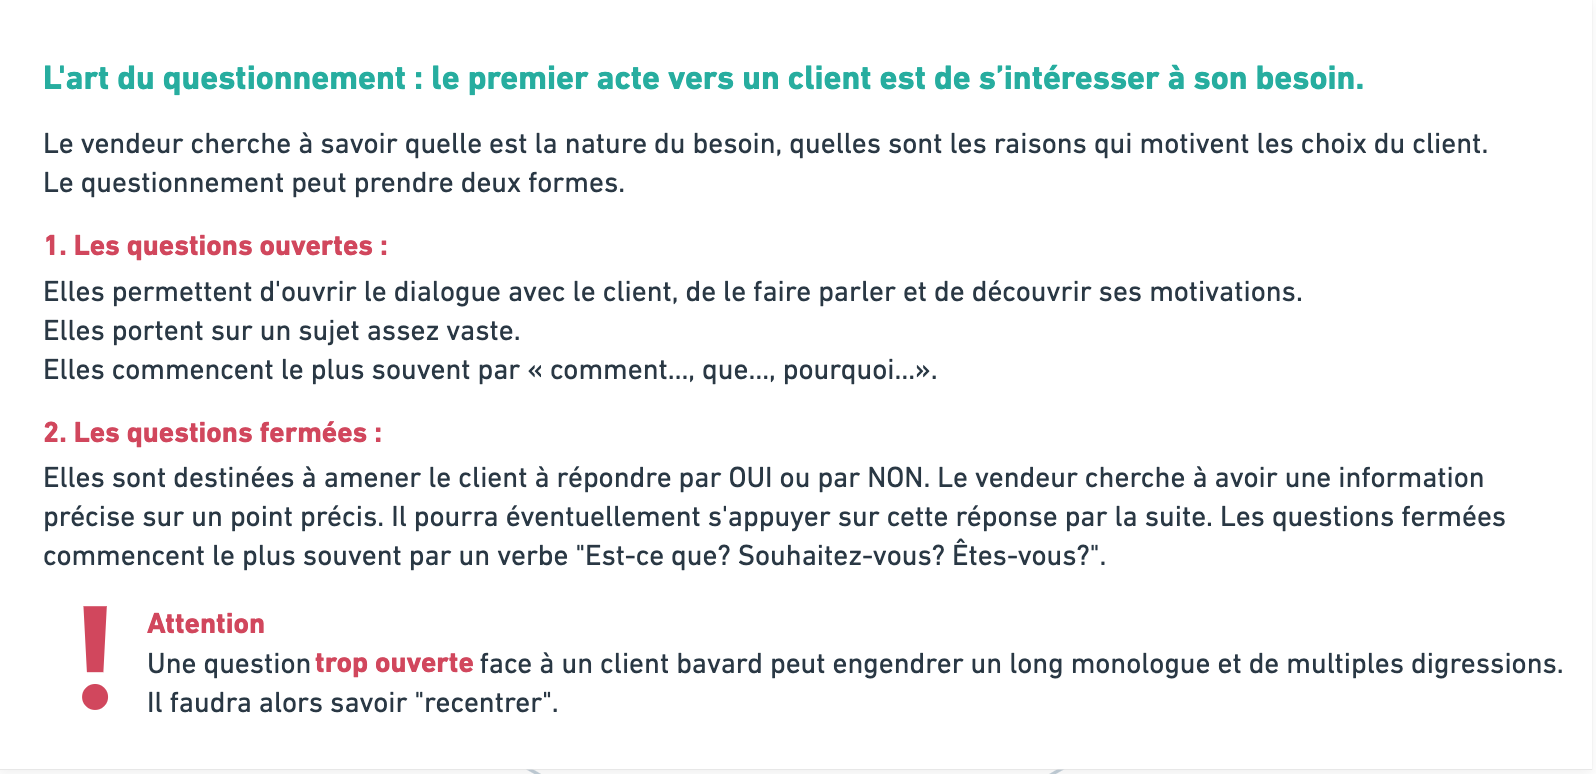 L'art du questionnement : le premier acte vers un client est de s’intéresser à son besoin.
Le vendeur cherche à savoir quelle est la nature du besoin, quelles sont les raisons qui motivent les choix du client.
Le questionnement peut prendre deux formes.
1. Les questions ouvertes :
Elles permettent d'ouvrir le dialogue avec le client, de le faire parler et de découvrir ses motivations.
Elles portent sur un sujet assez vaste.
Elles commencent le plus souvent par « comment..., que..., pourquoi...».
2. Les questions fermées :
Elles sont destinées à amener le client à répondre par OUI ou par NON. Le vendeur cherche à avoir une information
précise sur un point précis. Il pourra éventuellement s'appuyer sur cette réponse par la suite. Les questions fermées
commencent le plus souvent par un verbe "Est-ce que? Souhaitez-vous? Êtes-vous?".
! Attention
Une question trop ouverte face à un client bavard peut engendrer un long monologue et de multiples digressions.
Il faudra alors savoir "recentrer".